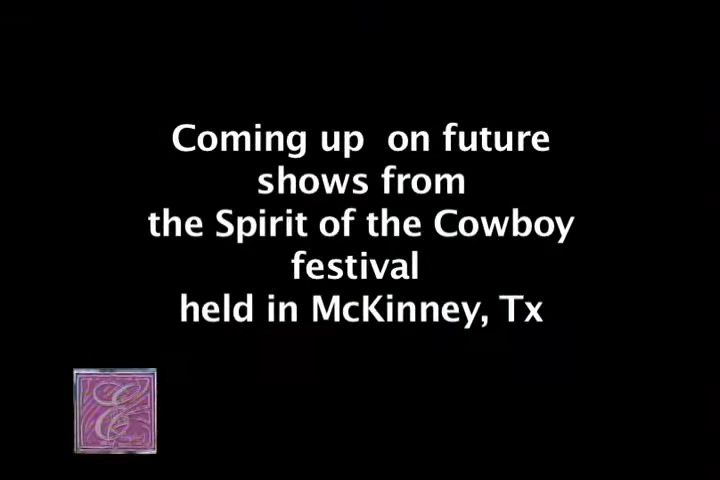 Coming up  on future
shows from
the Spirit of the Cowboy
festival
held in McKinney, Tx